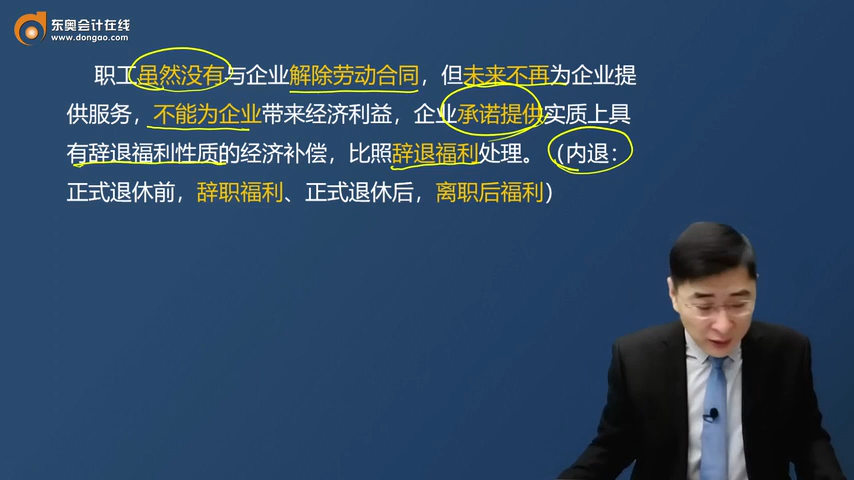 东奥会计在线
www.dongao.com
职工虽然没有与企业解除劳动合同，但未来不再为企业提
供服务，不能为企业带来经济利益，企业承诺提供实质上具
有辞退福利性质的经济补偿，比照辞退福利处理。（内退：
正式退休前，辞职福利、正式退休后，离职后福利）